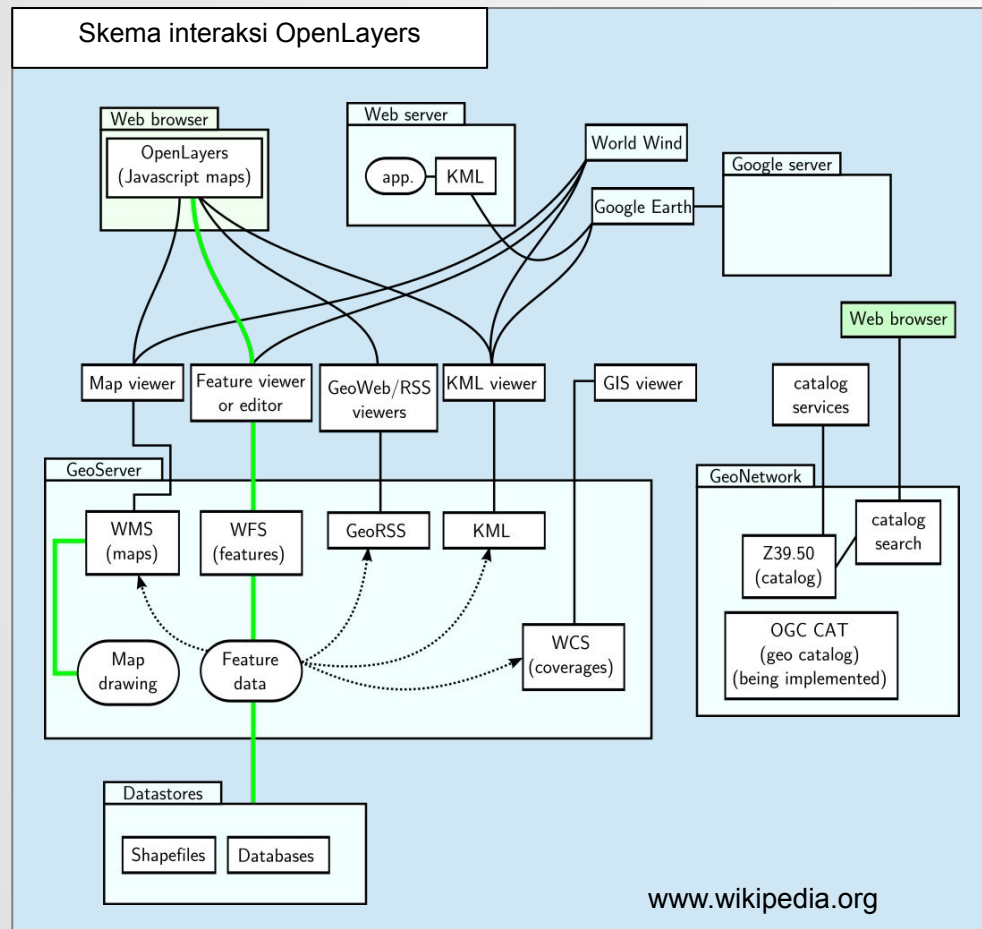 Skema interaksi OpenLayers
Web browser
OpenLayers
(Javascript maps)
Web server
app.
KML
World Wind
Google Earth
Google server
Web browser
Map viewer
Feature viewer
or editor
GeoWeb/RSS
viewers
KML viewer
GIS viewer
catalog
services
GeoServer
WMS
(maps)
WFS
(features)
GeoRSS
KML
Map
drawing
Feature
data
WCS
(coverages)
GeoNetwork
Z39.50
(catalog)
catalog
search
OGC CAT
(geo catalog)
(being implemented)
Datastores
Shapefiles
Databases
www.wikipedia.org